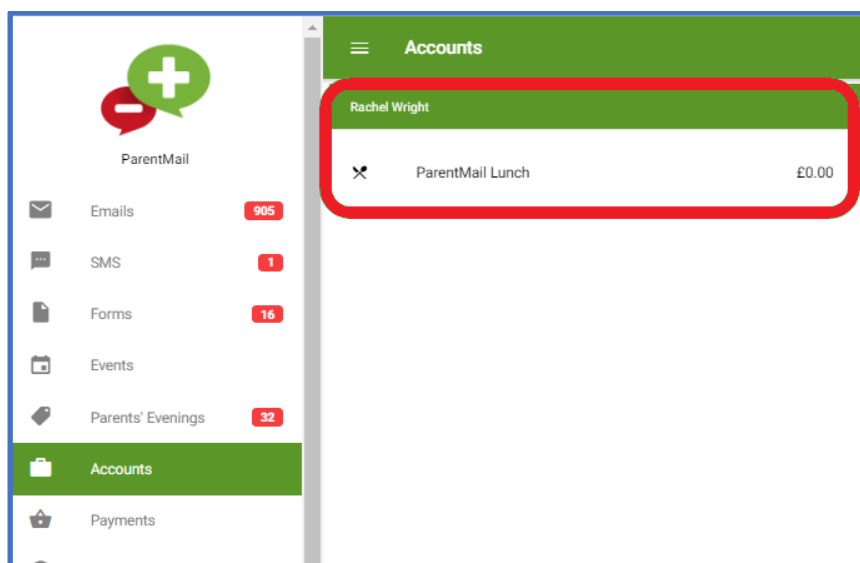 ParentMail
Emails 905
SMS 1
Forms 16
Events
Parents' Evenings 32
Accounts
Payments
Accounts
Rachel Wright
ParentMail Lunch £0.00